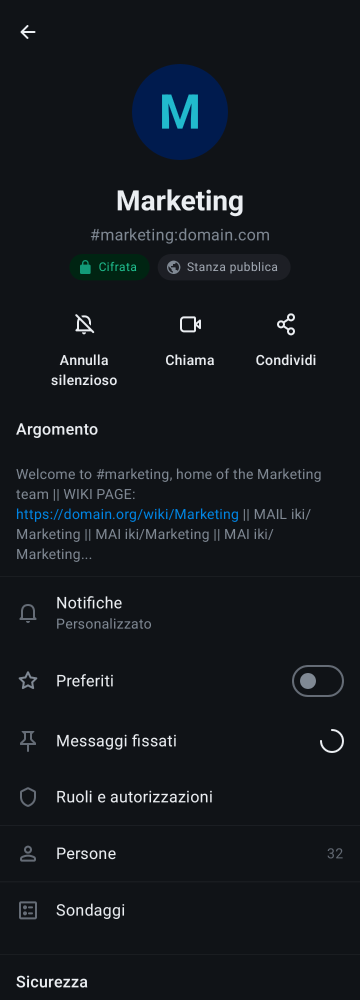 M
Marketing
#marketing:domain.com
Cifrata
Stanza pubblica
Annulla
silenzioso
Chiama
Condividi
Argomento
Welcome to #marketing, home of the Marketing
team || WIKI PAGE:
https://domain.org/wiki/Marketing || MAIL iki/
Marketing || MAI iki/Marketing || MAI iki/
Marketing...
Notifiche
Personalizzato
Preferiti
Messaggi fissati
Ruoli e autorizzazioni
Persone 32
Sondaggi
Sicurezza